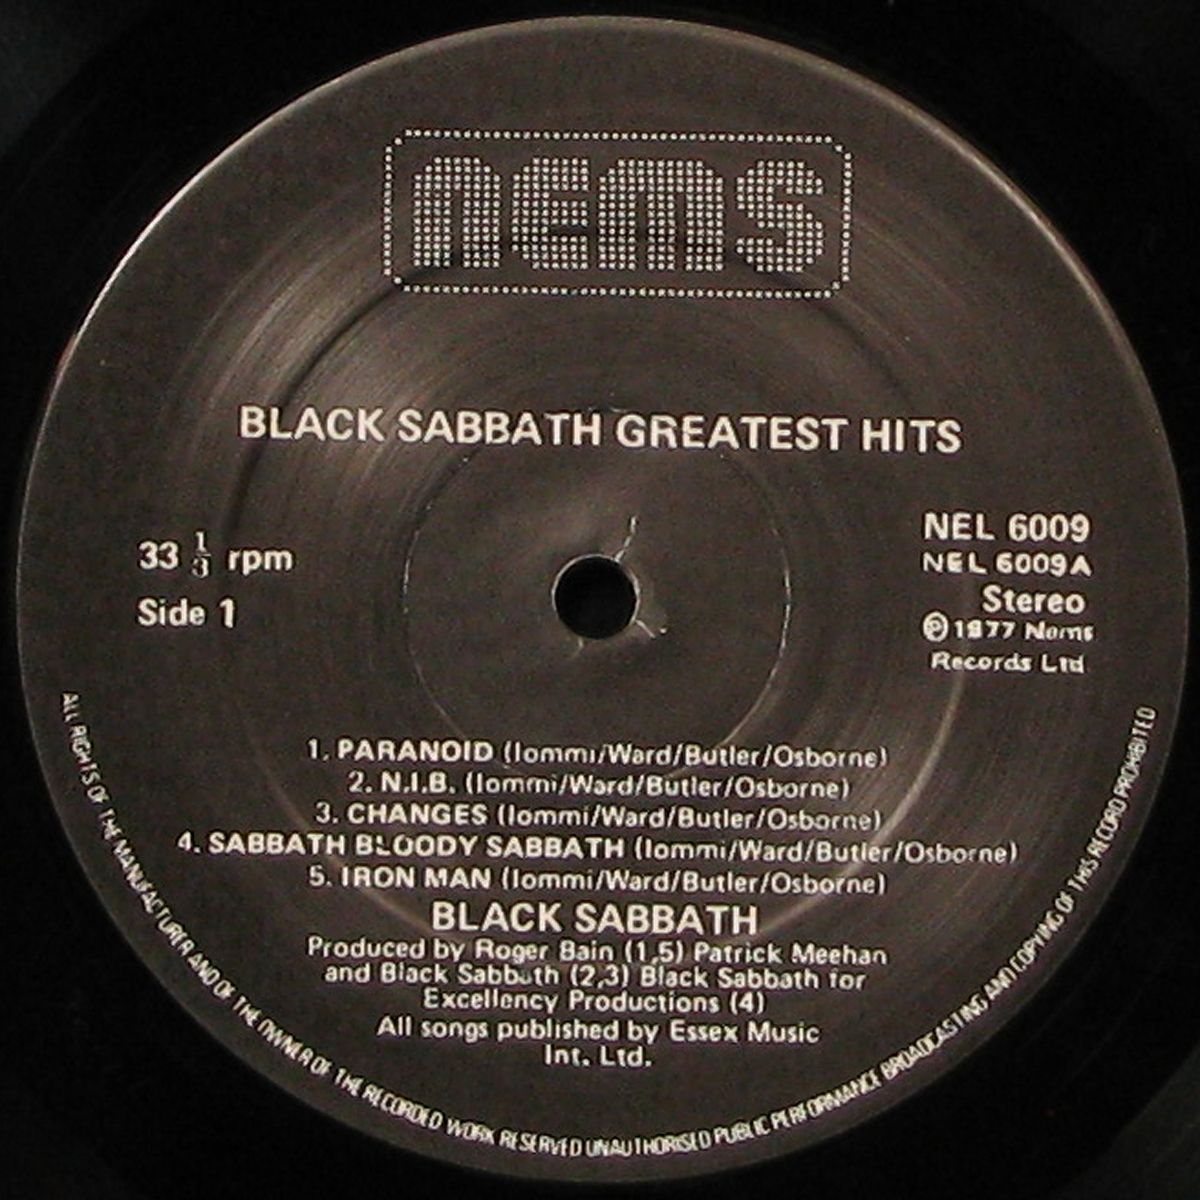 nems
BLACK SABBATH GREATEST HITS
33 1/3 rpm
Side 1
NEL 6009
NEL 6009A
Stereo
℗ 1977 Nems
Records Ltd
1. PARANOID (Iommi/Ward/Butler/Osborne)
2. N.I.B. (Iommi/Ward/Butler/Osborne)
3. CHANGES (Iommi/Ward/Butler/Osborne)
4. SABBATH BLOODY SABBATH (Iommi/Ward/Butler/Osborne)
5. IRON MAN (Iommi/Ward/Butler/Osborne)
BLACK SABBATH
Produced by Roger Bain (1,5) Patrick Meehan
and Black Sabbath (2,3) Black Sabbath for
Excellency Productions (4)
All songs published by Essex Music
Int. Ltd.
ALL RIGHTS OF THE MANUFACTURER AND OF THE OWNER OF THE RECORDED WORK RESERVED UNAUTHORISED PUBLIC PERFORMANCE BROADCASTING AND COPYING OF THIS RECORD PROHIBITED